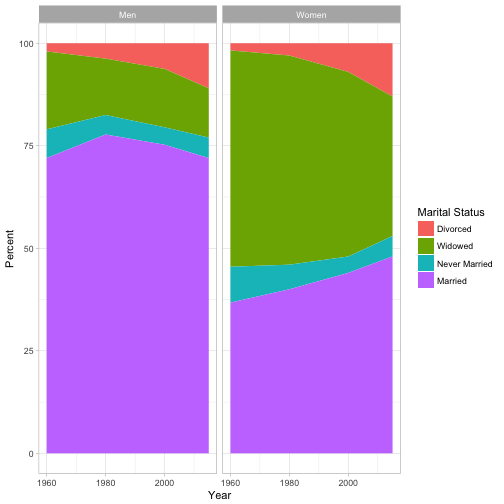 Men Women
100
75
50
25
0
Percent
1960 1980 2000 1960 1980 2000
Year
Marital Status
Divorced
Widowed
Never Married
Married